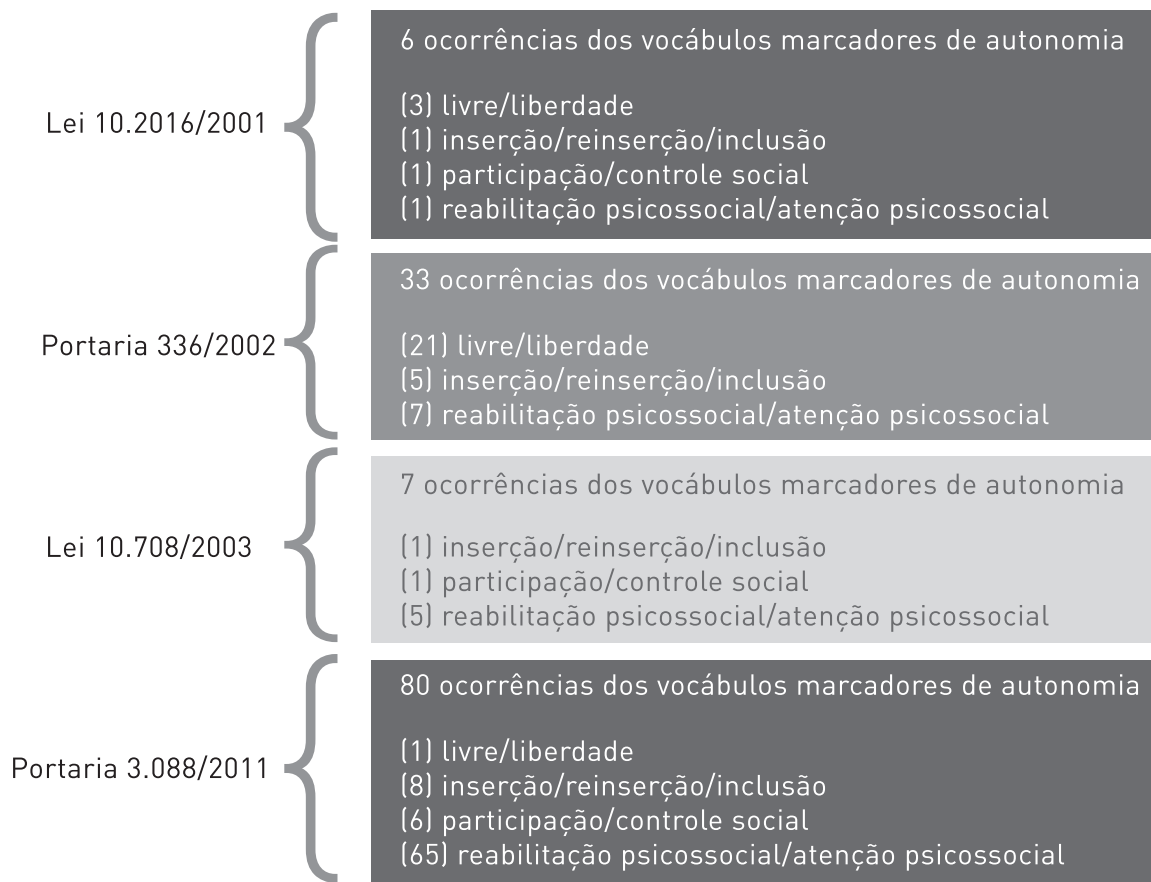 Lei 10.2016/2001
6 ocorrências dos vocábulos marcadores de autonomia
(3) livre/liberdade
(1) inserção/reinserção/inclusão
(1) participação/controle social
(1) reabilitação psicossocial/atenção psicossocial
Portaria 336/2002
33 ocorrências dos vocábulos marcadores de autonomia
(21) livre/liberdade
(5) inserção/reinserção/inclusão
(7) reabilitação psicossocial/atenção psicossocial
Lei 10.708/2003
7 ocorrências dos vocábulos marcadores de autonomia
(1) inserção/reinserção/inclusão
(1) participação/controle social
(5) reabilitação psicossocial/atenção psicossocial
Portaria 3.088/2011
80 ocorrências dos vocábulos marcadores de autonomia
(1) livre/liberdade
(8) inserção/reinserção/inclusão
(6) participação/controle social
(65) reabilitação psicossocial/atenção psicossocial